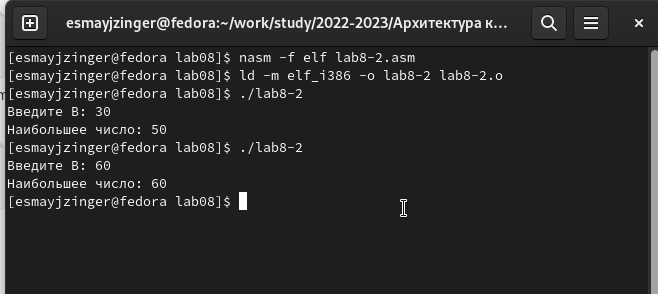 esmayjzinger@fedora:~/work/study/2022-2023/Архитектура к...
[esmayjzinger@fedora lab08]$ nasm -f elf lab8-2.asm
[esmayjzinger@fedora lab08]$ ld -m elf_i386 -o lab8-2 lab8-2.o
[esmayjzinger@fedora lab08]$ ./lab8-2
Введите B: 30
Наибольшее число: 50
[esmayjzinger@fedora lab08]$ ./lab8-2
Введите B: 60
Наибольшее число: 60
[esmayjzinger@fedora lab08]$